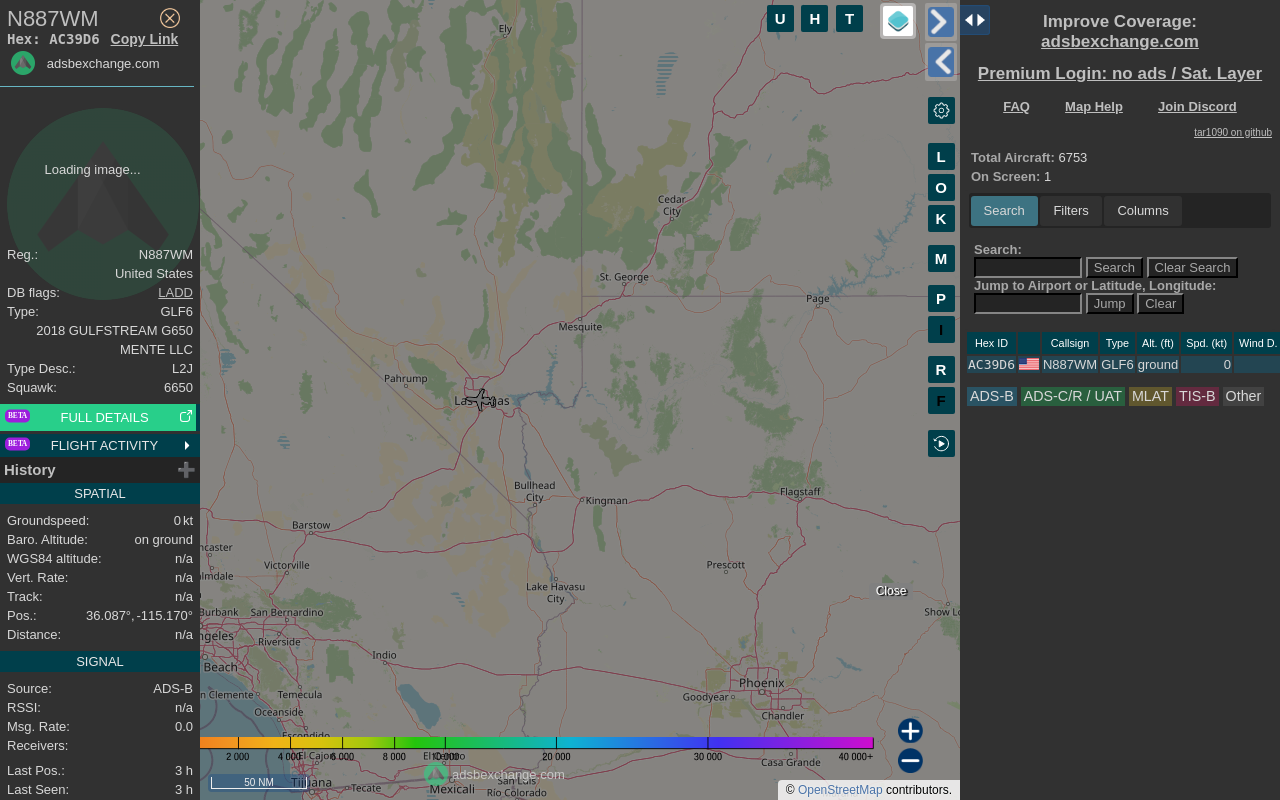 N887WM
Hex: AC39D6 Copy Link
adsbexchange.com
Loading image...
Reg.: N887WM
United States
DB flags: LADD
Type: GLF6
2018 GULFSTREAM G650
MENTE LLC
Type Desc.: L2J
Squawk: 6650
BETA FULL DETAILS
BETA FLIGHT ACTIVITY
History
SPATIAL
Groundspeed: 0 kt
Baro. Altitude: on ground
WGS84 altitude: n/a
Vert. Rate: n/a
Track: n/a
Pos.: 36.087°, -115.170°
Distance: n/a
SIGNAL
Source: ADS-B
RSSI: n/a
Msg. Rate: 0.0
Receivers:
Last Pos.: 3 h
Last Seen: 3 h
U H T
L
O
K
M
P
I
R
F
Ely
Cedar
City
St. George
Page
Mesquite
Pahrump
Las Vegas
Bullhead
City
Kingman
Flagstaff
Barstow
ncaster
Victorville
almdale
Prescott
Lake Havasu
City
Close
Burbank
San Bernardino
Show Lo
ngeles
Riverside
Beach
Indio
n Clemente
Temecula
Phoenix
Goodyear
Oceanside
Chandler
Escondido
El Cajon
El Centro
2 000 4 000 6 000 8 000 20 000 30 000 40 000+
Casa Grande
adsbexchange.com
50 NM
Tijuana
Tecate
Mexicali
San Luis
Río Colorado
© OpenStreetMap contributors.
Improve Coverage:
adsbexchange.com
Premium Login: no ads / Sat. Layer
FAQ Map Help Join Discord
tar1090 on github
Total Aircraft: 6753
On Screen: 1
Search Filters Columns
Search:
Search Clear Search
Jump to Airport or Latitude, Longitude:
Jump Clear
Hex ID Callsign Type Alt. (ft) Spd. (kt) Wind D.
AC39D6 N887WM GLF6 ground 0
ADS-B ADS-C/R / UAT MLAT TIS-B Other